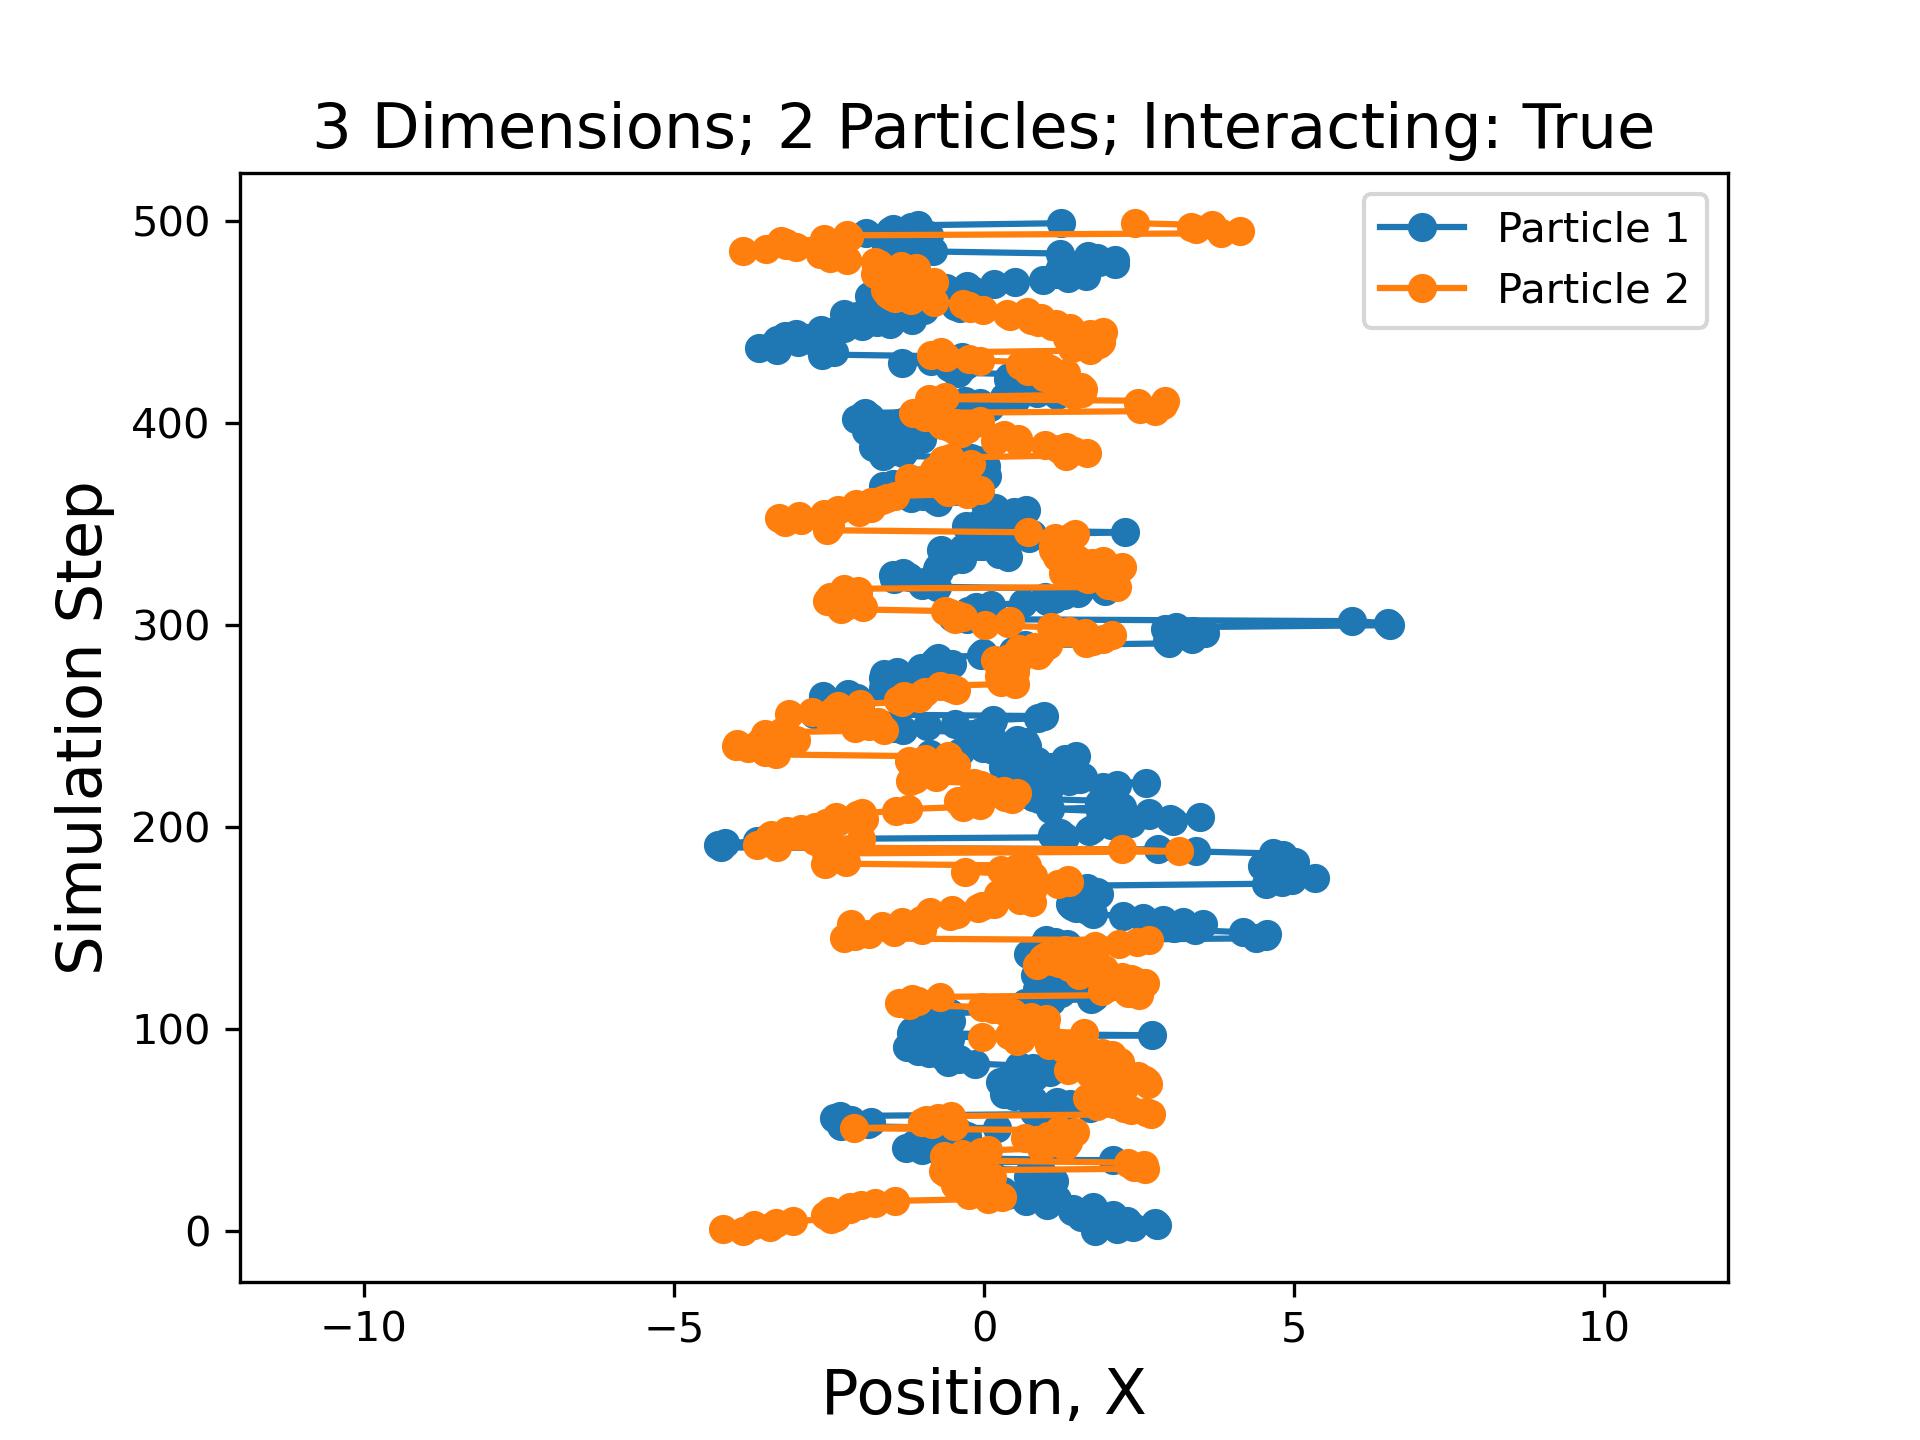 3 Dimensions; 2 Particles; Interacting: True
Particle 1
Particle 2
Simulation Step
500
400
300
200
100
0
−10
−5
0
5
10
Position, X